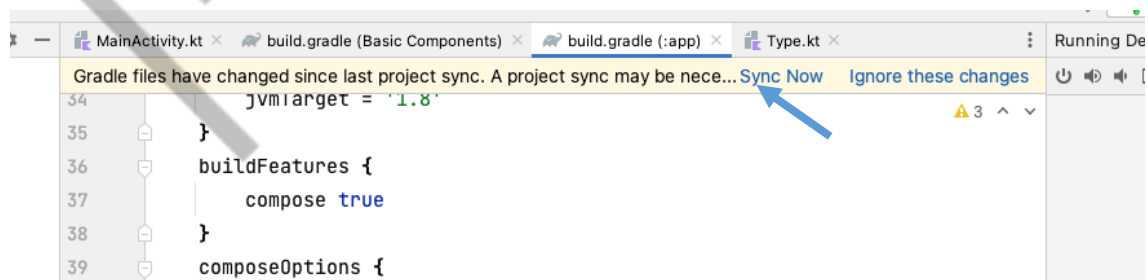 MainActivity.kt × build.gradle (Basic Components) × build.gradle (:app) × Type.kt × Running De
Gradle files have changed since last project sync. A project sync may be nece... Sync Now Ignore these changes
34 jvmTarget = '1.8' 3
35 }
36 buildFeatures {
37 compose true
38 }
39 composeOptions {